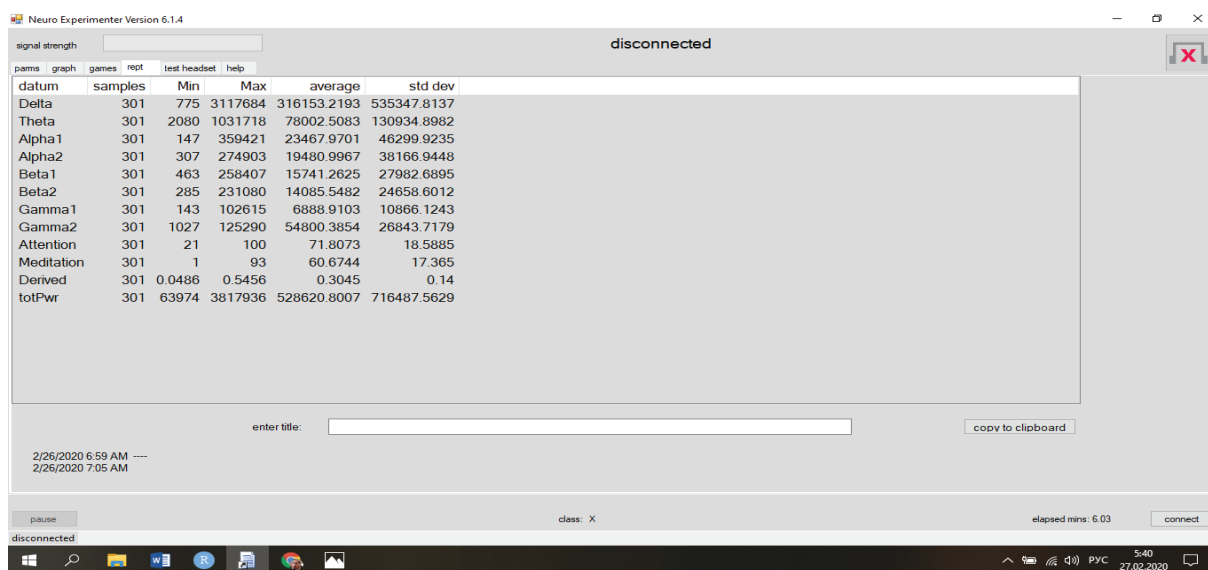 Neuro Experimenter Version 6.1.4
signal strength
disconnected
parms graph games rept test headset help
datum samples Min Max average std dev
Delta 301 775 3117684 316153.2193 535347.8137
Theta 301 2080 1031718 78002.5083 130934.8982
Alpha1 301 147 359421 23467.9701 46299.9235
Alpha2 301 307 274903 19480.9967 38166.9448
Beta1 301 463 258407 15741.2625 27982.6895
Beta2 301 285 231080 14085.5482 24658.6012
Gamma1 301 143 102615 6888.9103 10866.1243
Gamma2 301 1027 125290 54800.3854 26843.7179
Attention 301 21 100 71.8073 18.5885
Meditation 301 1 93 60.6744 17.365
Derived 301 0.0486 0.5456 0.3045 0.14
totPwr 301 63974 3817936 528620.8007 716487.5629
enter title:
copy to clipboard
2/26/2020 6:59 AM ----
2/26/2020 7:05 AM
pause
class: X
elapsed mins: 6.03
connect
disconnected
W
R
РУС
5:40
27.02.2020